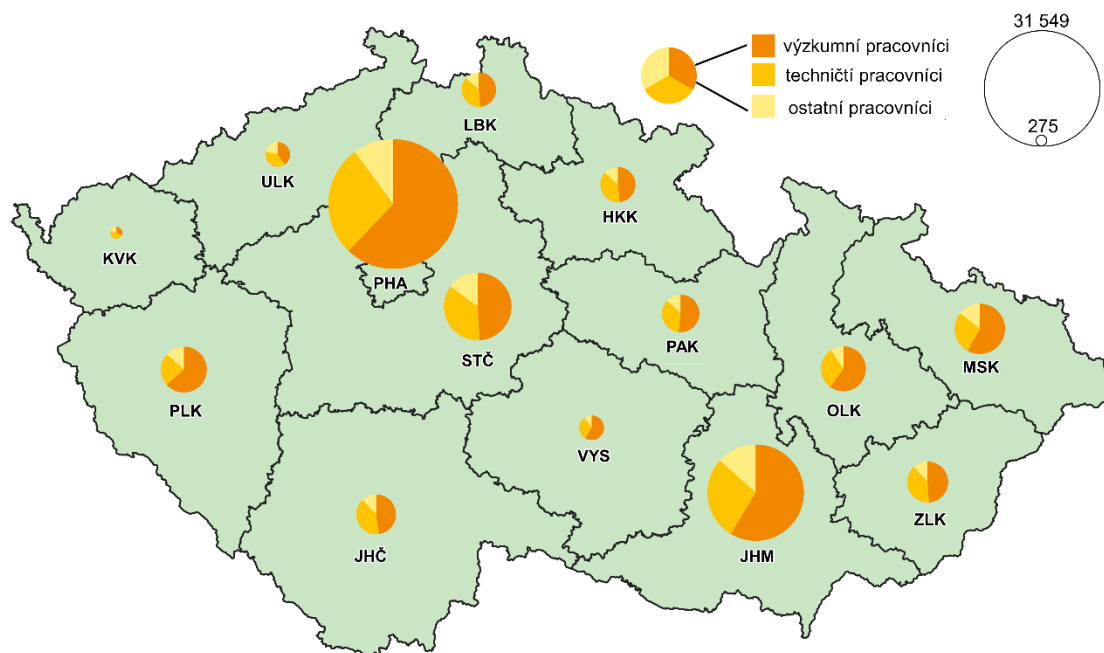 31 549
275
výzkumní pracovníci
techničtí pracovníci
ostatní pracovníci
LBK
ULK
HKK
KVK
PHA
STČ
PAK
MSK
PLK
OLK
VYS
ZLK
JHČ
JHM